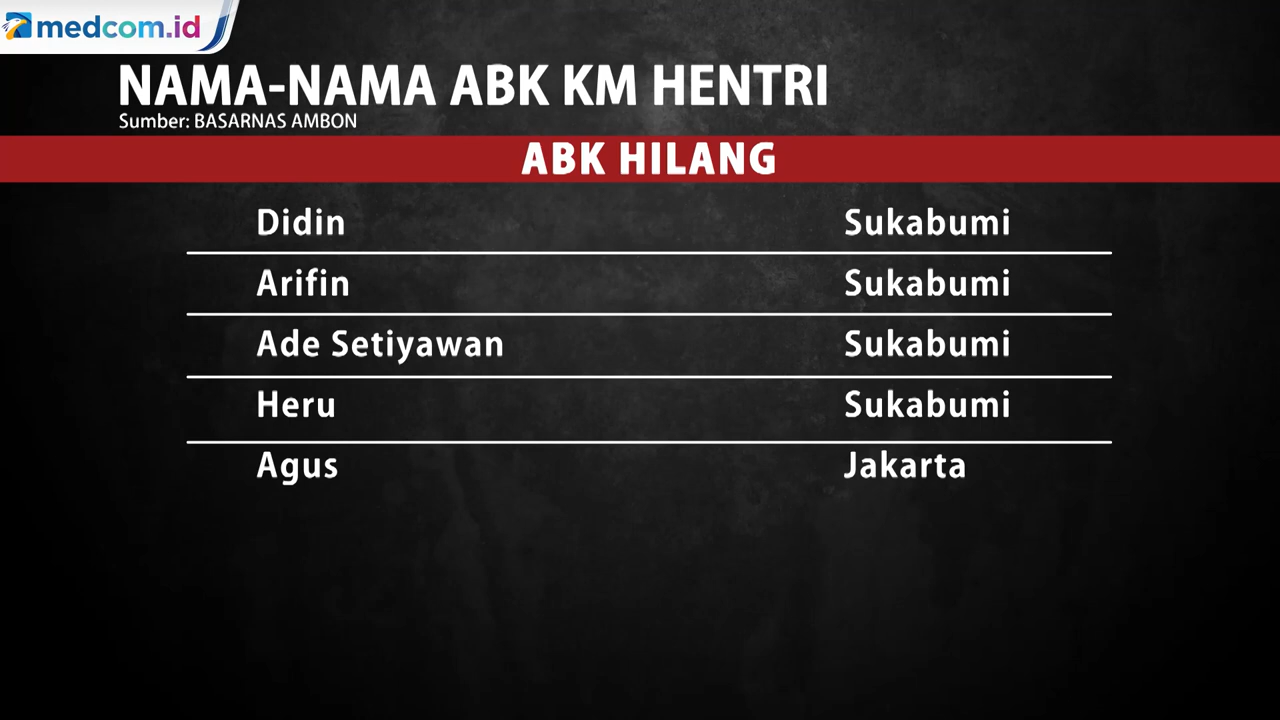 medcom.id
NAMA-NAMA ABK KM HENTRI
Sumber: BASARNAS AMBON
ABK HILANG
Didin Sukabumi
Arifin Sukabumi
Ade Setiyawan Sukabumi
Heru Sukabumi
Agus Jakarta